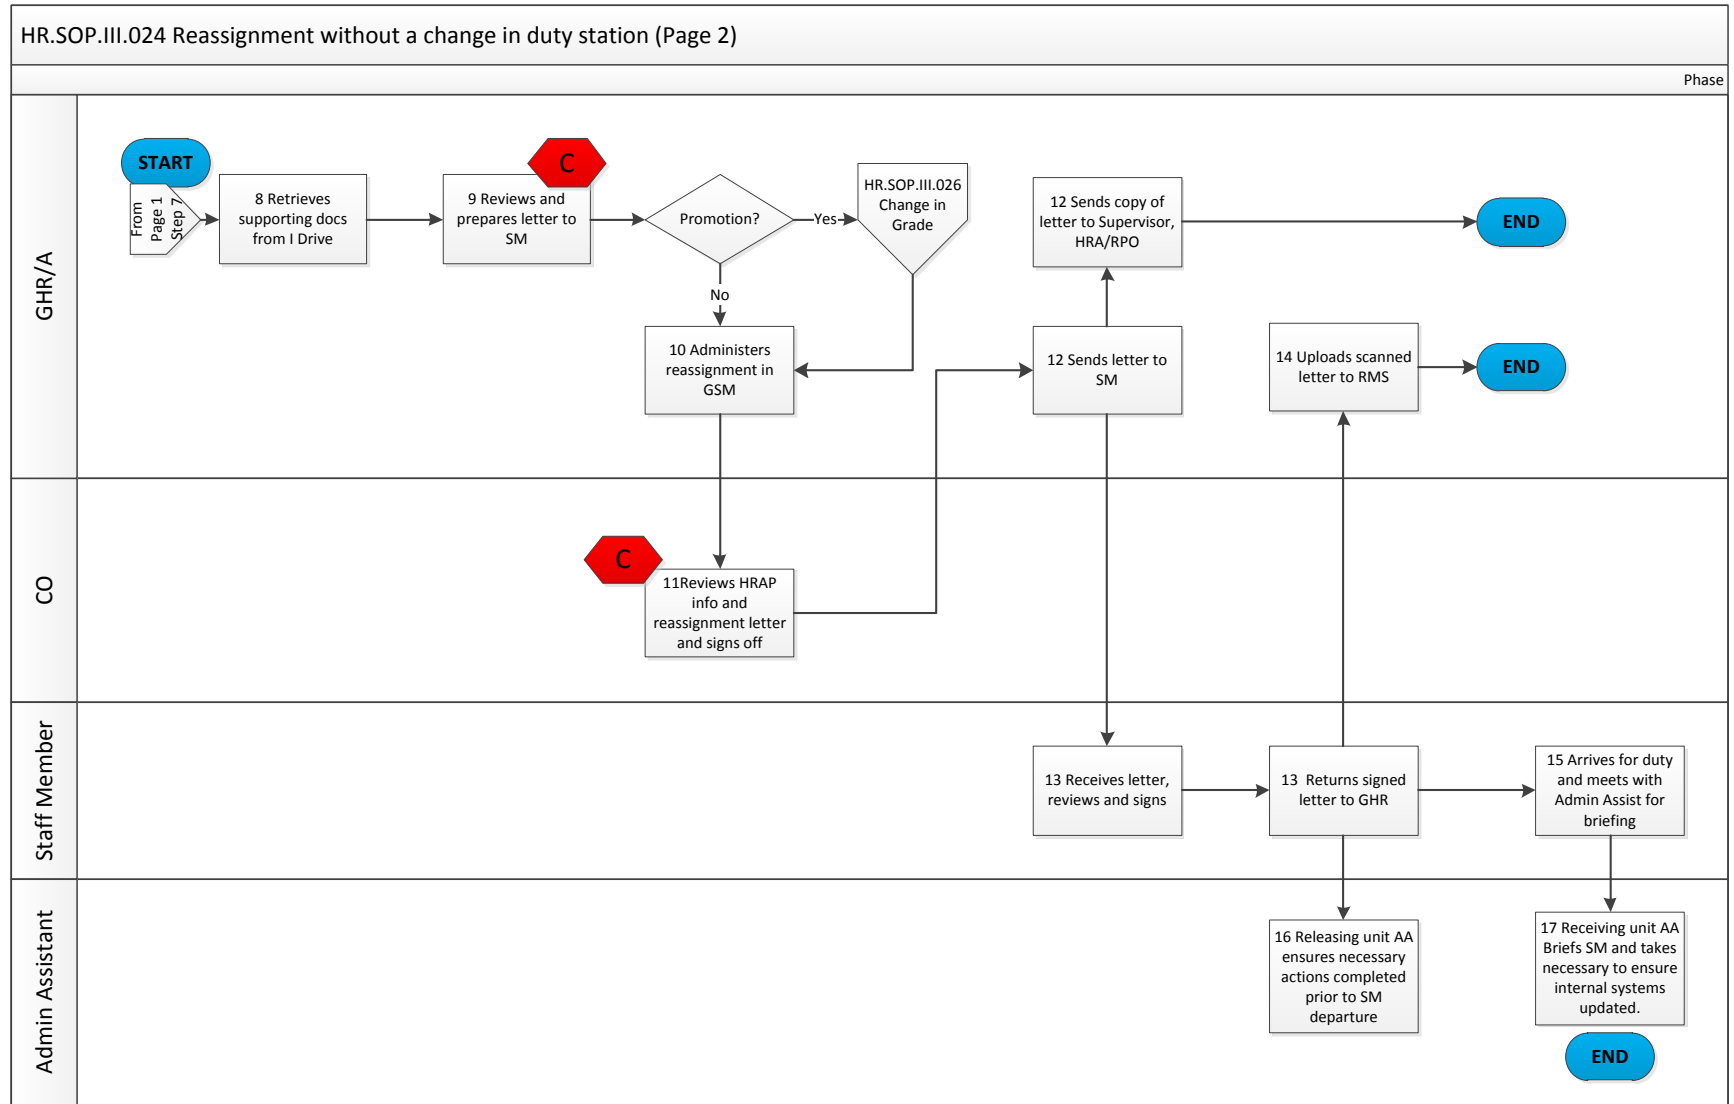 HR.SOP.III.024 Reassignment without a change in duty station (Page 2)
Phase
GHR/A
START
From
Page 1
Step 7
8 Retrieves
supporting docs
from I Drive
C
9 Reviews and
prepares letter to
SM
Promotion?
Yes
HR.SOP.III.026
Change in
Grade
No
10 Administers
reassignment in
GSM
12 Sends copy of
letter to Supervisor,
HRA/RPO
END
12 Sends letter to
SM
14 Uploads scanned
letter to RMS
END
CO
C
11Reviews HRAP
info and
reassignment letter
and signs off
Staff Member
13 Receives letter,
reviews and signs
13  Returns signed
letter to GHR
15 Arrives for duty
and meets with
Admin Assist for
briefing
Admin Assistant
16 Releasing unit AA
ensures necessary
actions completed
prior to SM
departure
17 Receiving unit AA
Briefs SM and takes
necessary to ensure
internal systems
updated.
END